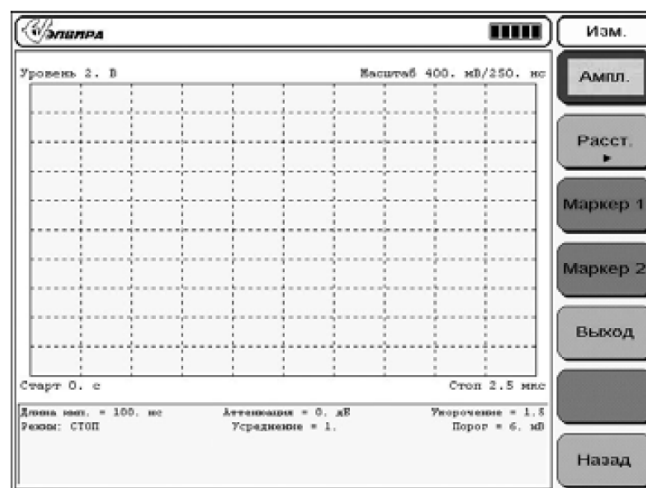 ЭЛВИРА
Изм.
Уровень 2. В
Масштаб 400. мВ/250. нс
Ампл.
Расст.
Маркер 1
Маркер 2
Выход
Старт 0. с
Стоп 2.5 мкс
Длина имп. = 100. нс
Аттенюация = 0. дБ
Укорочение = 1.5
Режим: СТОП
Усреднение = 1.
Порог = 6. мВ
Назад